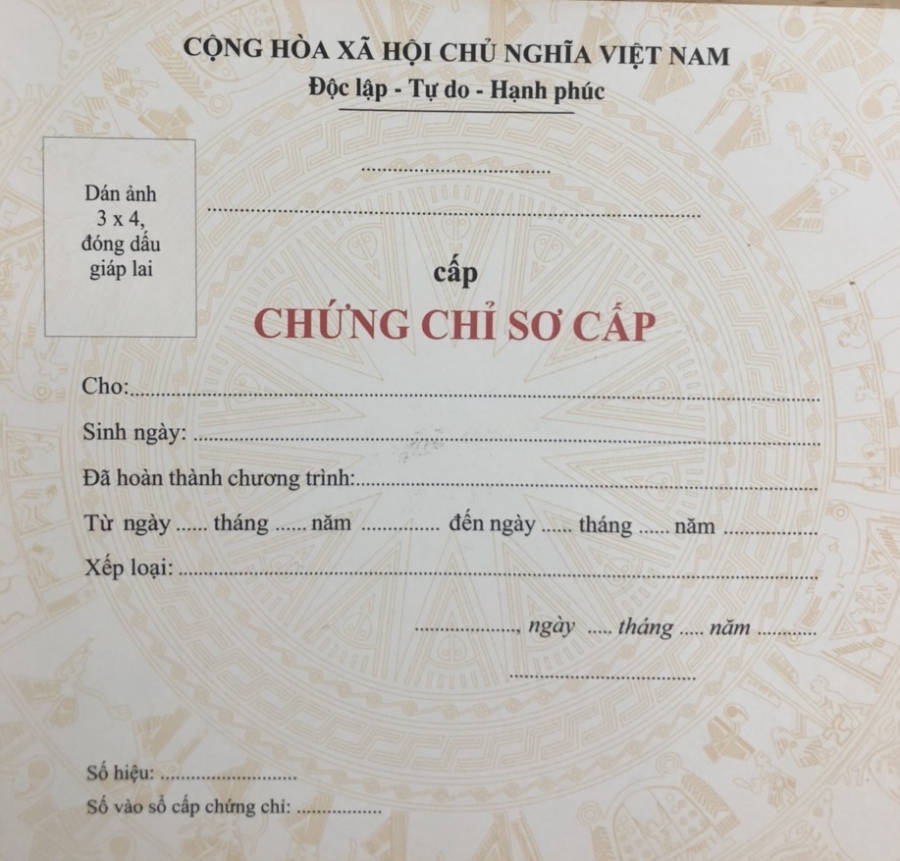 CỘNG HÒA XÃ HỘI CHỦ NGHĨA VIỆT NAM
Độc lập - Tự do - Hạnh phúc
Dán ảnh
3 x 4,
đóng dấu
giáp lai
....................................
..........................................................................................
cấp
CHỨNG CHỈ SƠ CẤP
Cho:..............................................................................................................
Sinh ngày: ....................................................................................................
Đã hoàn thành chương trình:..........................................................................
Từ ngày ...... tháng ...... năm ............... đến ngày ...... tháng ...... năm ..................
Xếp loại: ......................................................................................................
...................., ngày ..... tháng ..... năm ............
....................................
Số hiệu: ..........................
Số vào sổ cấp chứng chỉ: ................